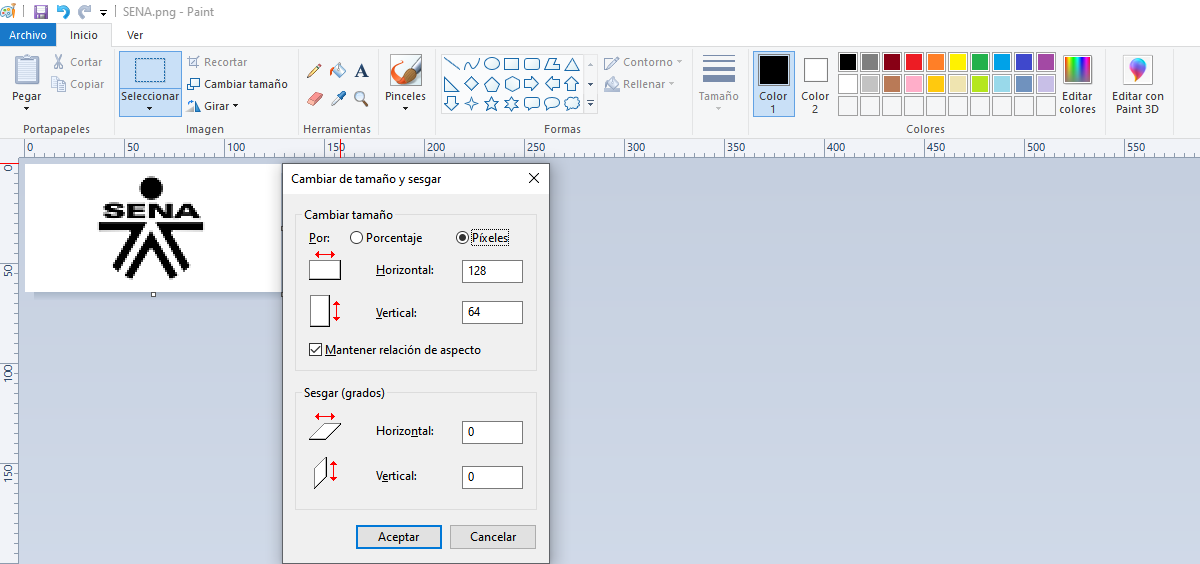 SENA.png - Paint
Archivo Inicio Ver
Pegar
Cortar
Copiar
Portapapeles
Seleccionar
Recortar
Cambiar tamaño
Girar
Imagen
A
Herramientas
Pinceles
Contorno
Rellenar
Formas
Tamaño
Color 1
Color 2
Editar colores
Colores
Editar con Paint 3D
0 50 100 150 200 250 300 350 400 450 500 550
0
50
100
150
SENA
Cambiar de tamaño y sesgar
Cambiar tamaño
Por: Porcentaje Píxeles
Horizontal: 128
Vertical: 64
Mantener relación de aspecto
Sesgar (grados)
Horizontal: 0
Vertical: 0
Aceptar Cancelar